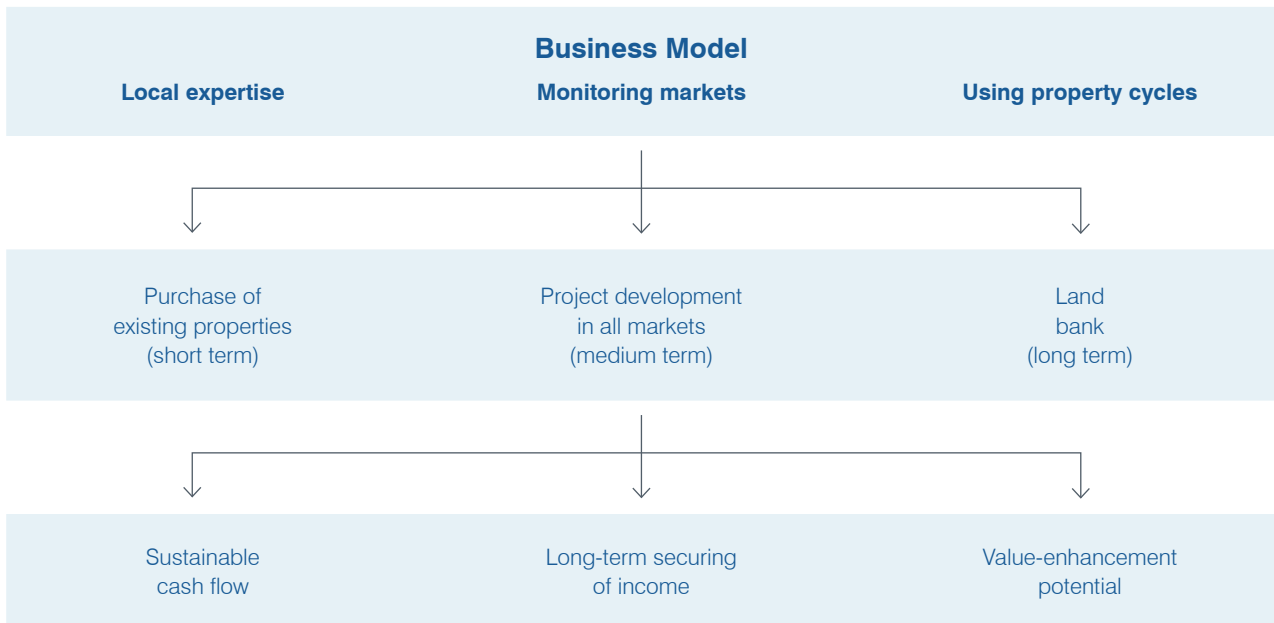 Business Model
Local expertise
Monitoring markets
Using property cycles
Purchase of
existing properties
(short term)
Project development
in all markets
(medium term)
Land
bank
(long term)
Sustainable
cash flow
Long-term securing
of income
Value-enhancement
potential